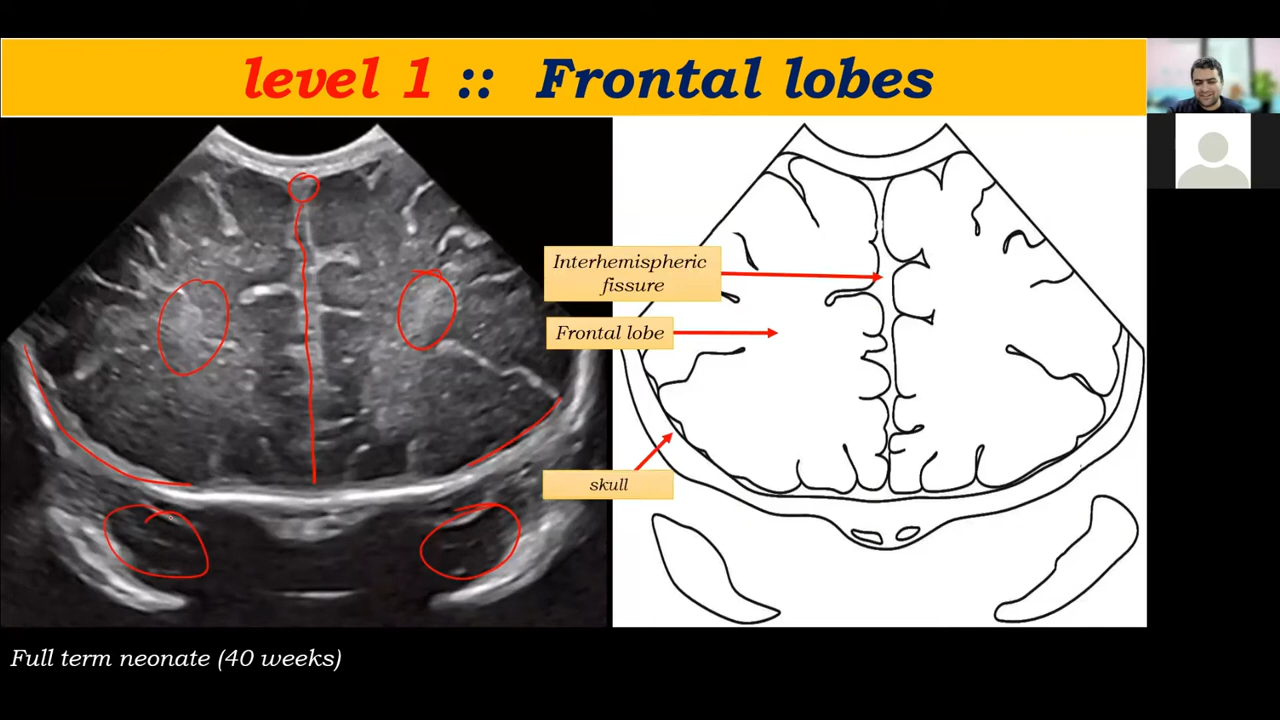 level 1 :: Frontal lobes
Interhemispheric
fissure
Frontal lobe
skull
Full term neonate (40 weeks)